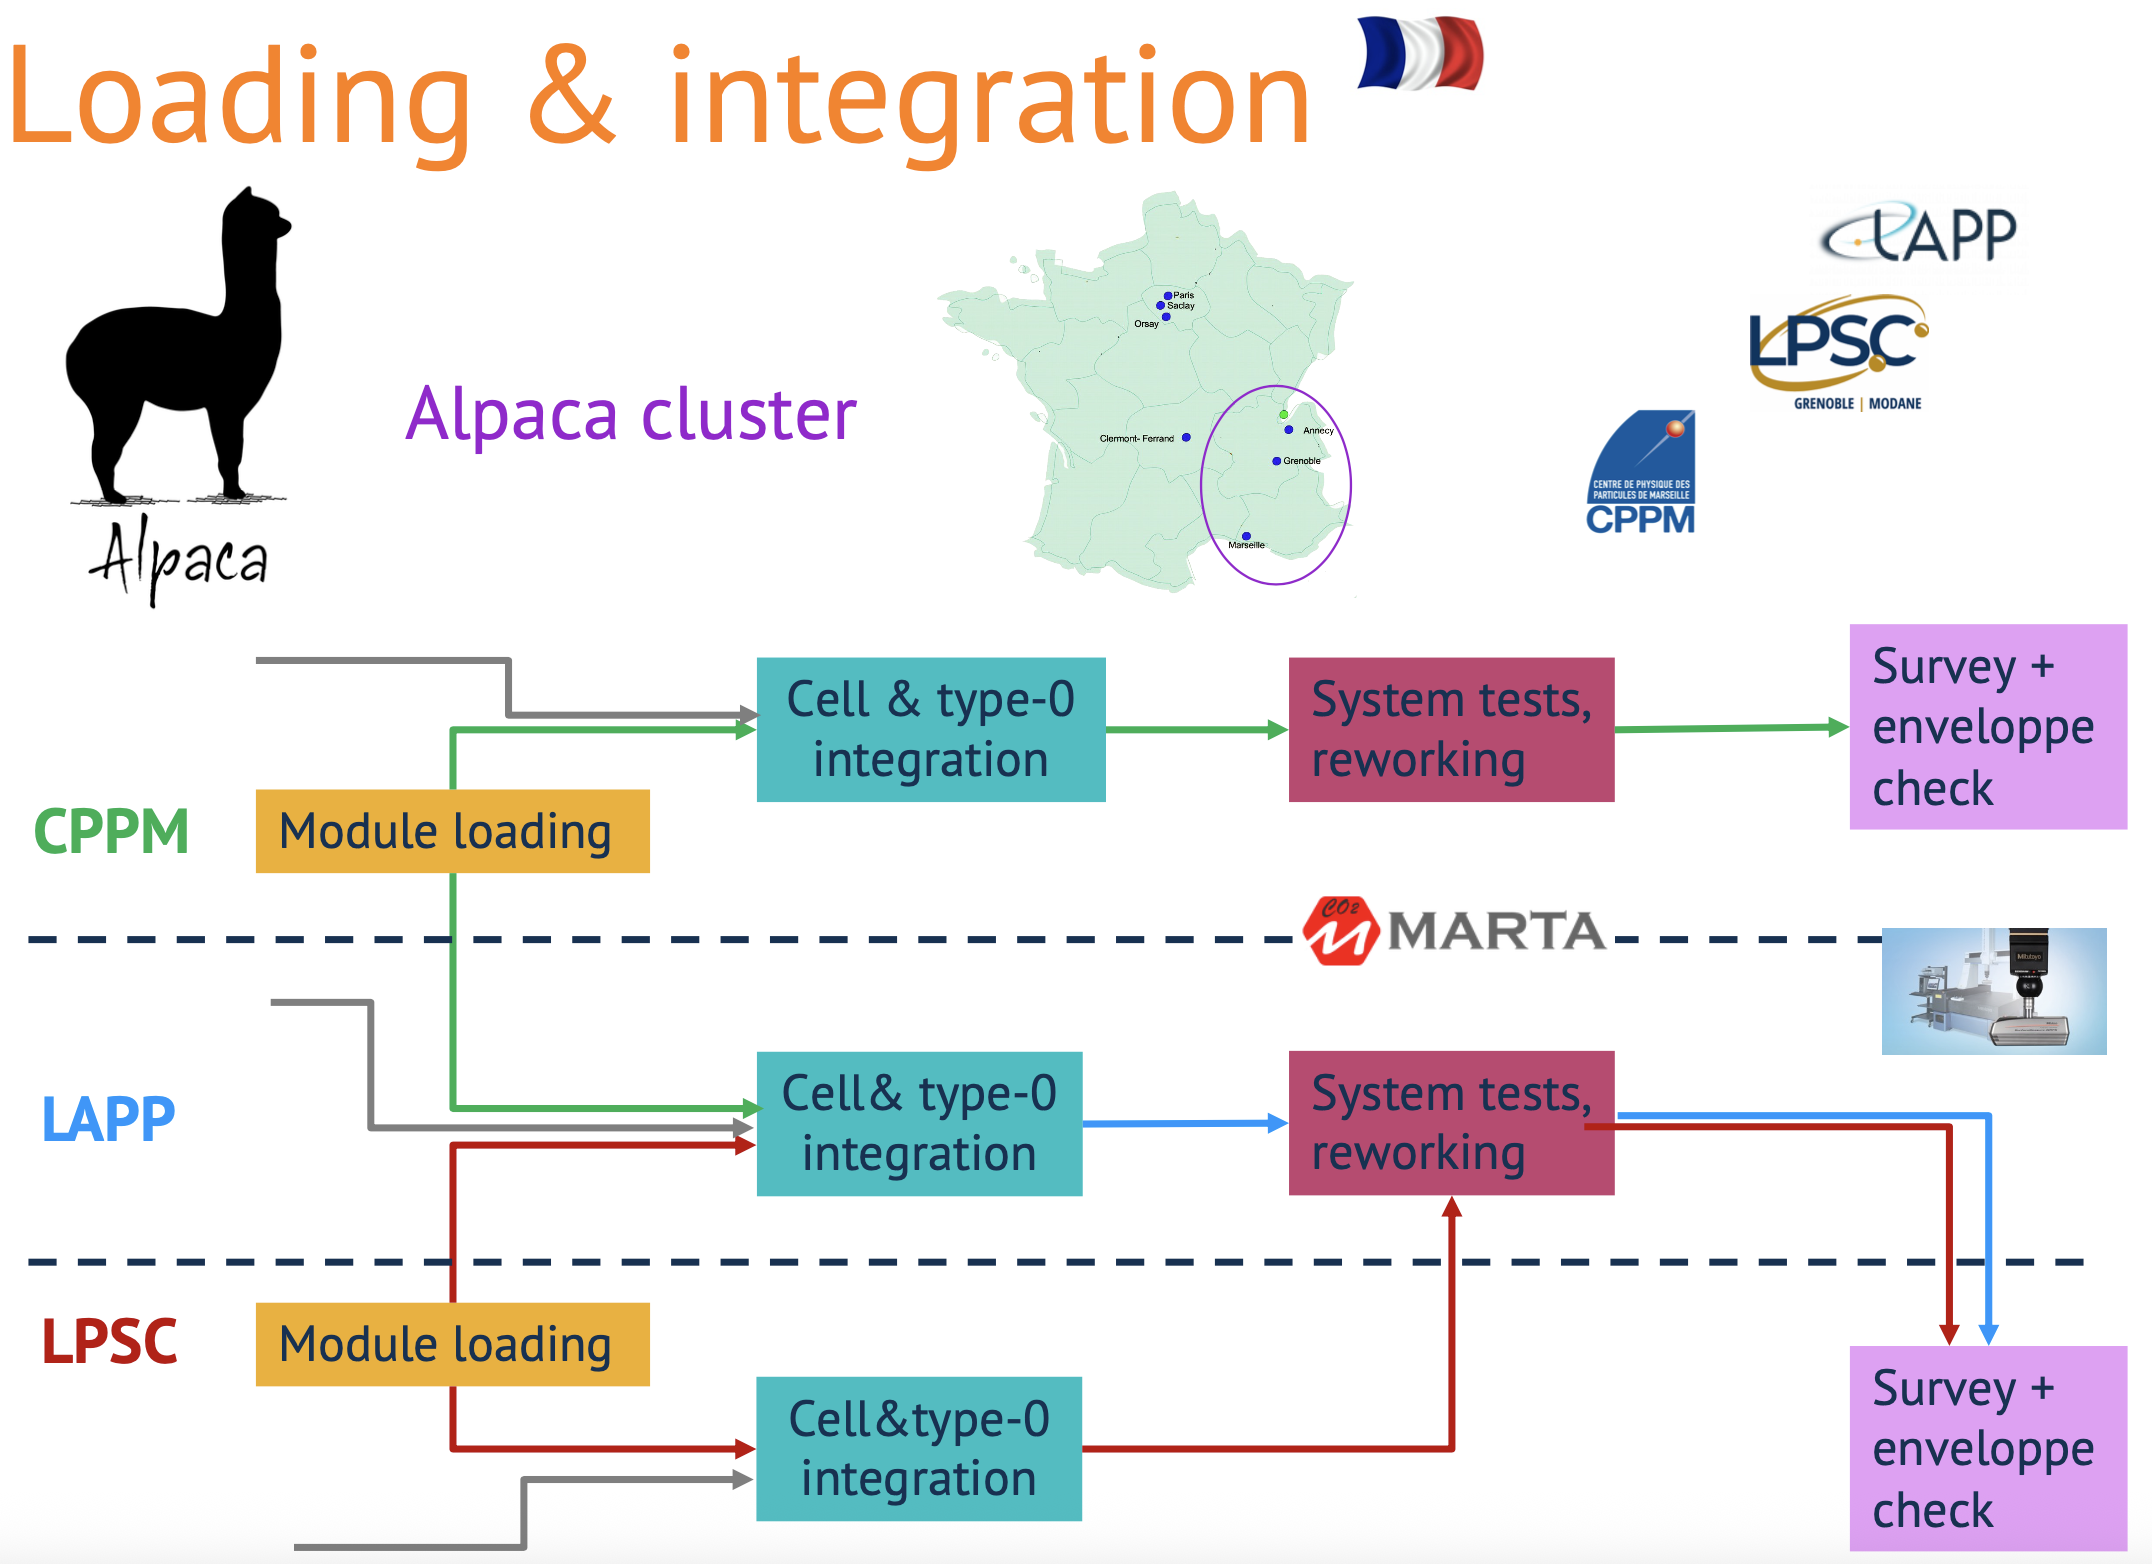 Loading & integration
LAPP
Paris
Saclay
Orsay
LPSC
GRENOBLE | MODANE
Alpaca cluster
Clermont- Ferrand
Annecy
Grenoble
CENTRE DE PHYSIQUE DES
PARTICULES DE MARSEILLE
CPPM
Marseille
Alpaca
Cell & type-0
integration
System tests,
reworking
Survey +
enveloppe
check
CPPM
Module loading
CO2
MARTA
Mitutoyo
LAPP
Cell& type-0
integration
System tests,
reworking
LPSC
Module loading
Cell&type-0
integration
Survey +
enveloppe
check